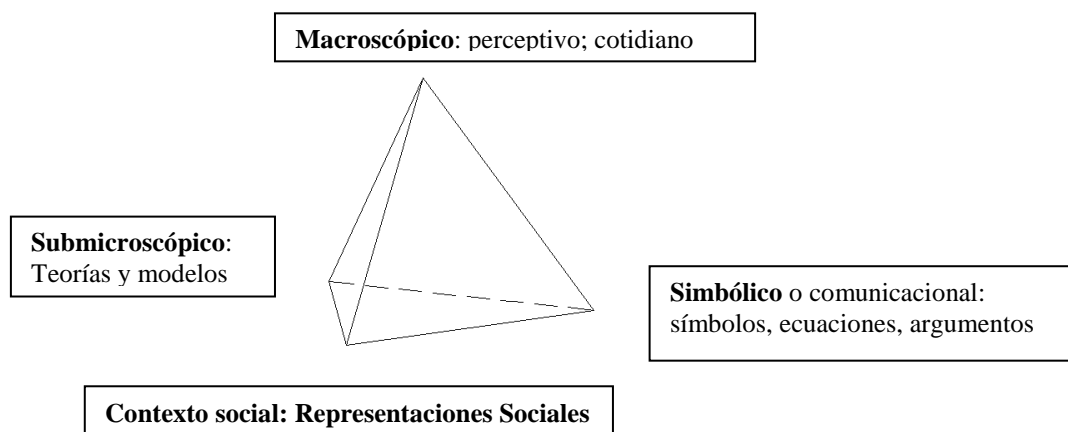 Macroscópico: perceptivo; cotidiano
Submicroscópico:
Teorías y modelos
Simbólico o comunicacional:
símbolos, ecuaciones, argumentos
Contexto social: Representaciones Sociales